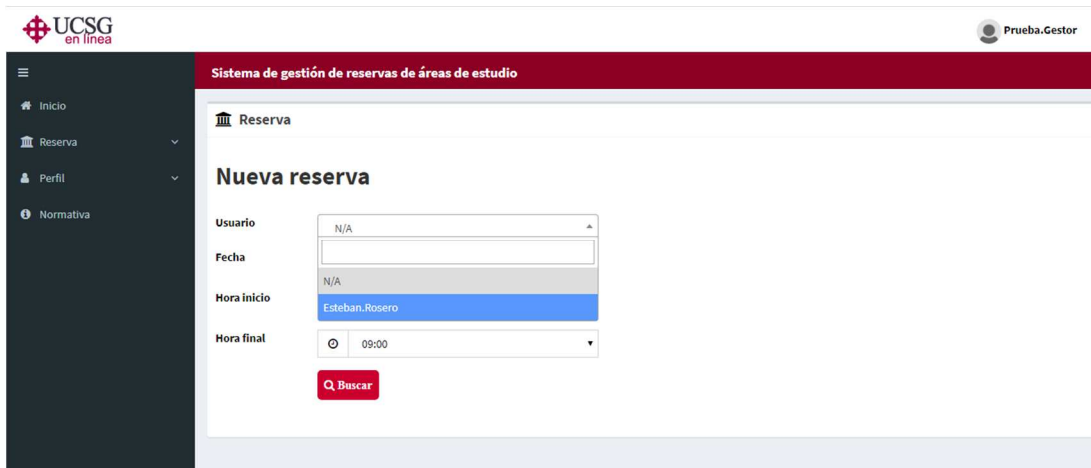 UCSG
en línea
Prueba.Gestor
Sistema de gestión de reservas de áreas de estudio
Inicio
Reserva
Perfil
Normativa
Reserva
Nueva reserva
Usuario
N/A
Fecha
N/A
Hora inicio
Esteban.Rosero
Hora final
09:00
Buscar